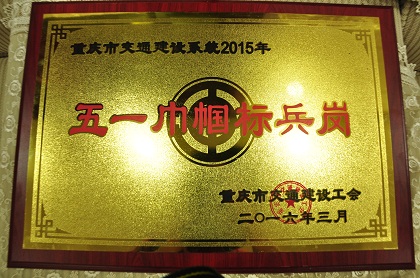 重庆市交通建设系统2015年
五一巾帼标兵岗
重庆市交通建设工会
二〇一六年三月